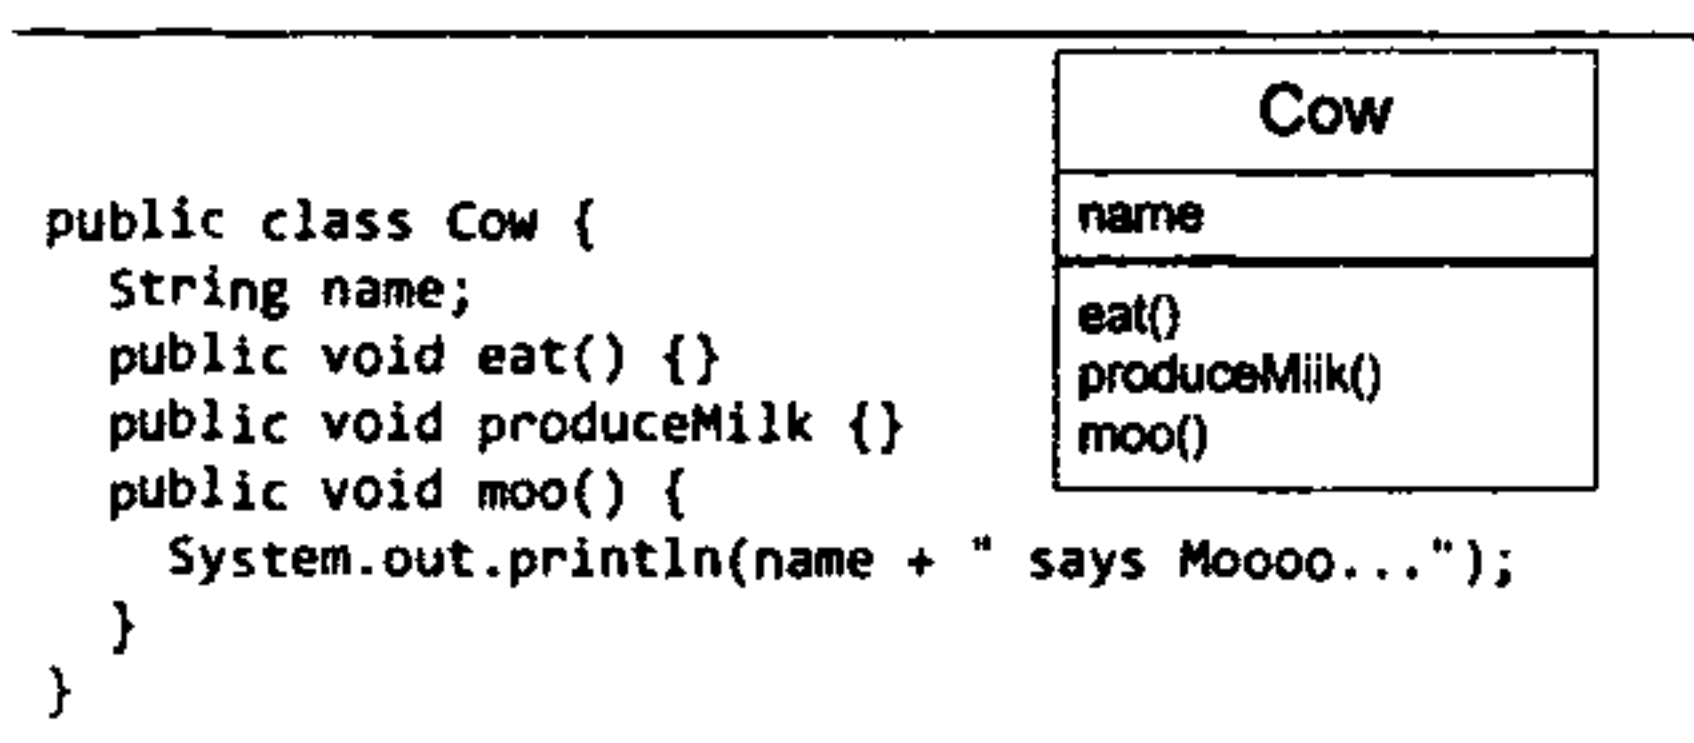 Cow
name
eat()
produceMilk()
moo()
public class Cow {
String name;
public void eat() {}
public void produceMilk {}
public void moo() {
System.out.println(name + " says Moooo...");
}
}